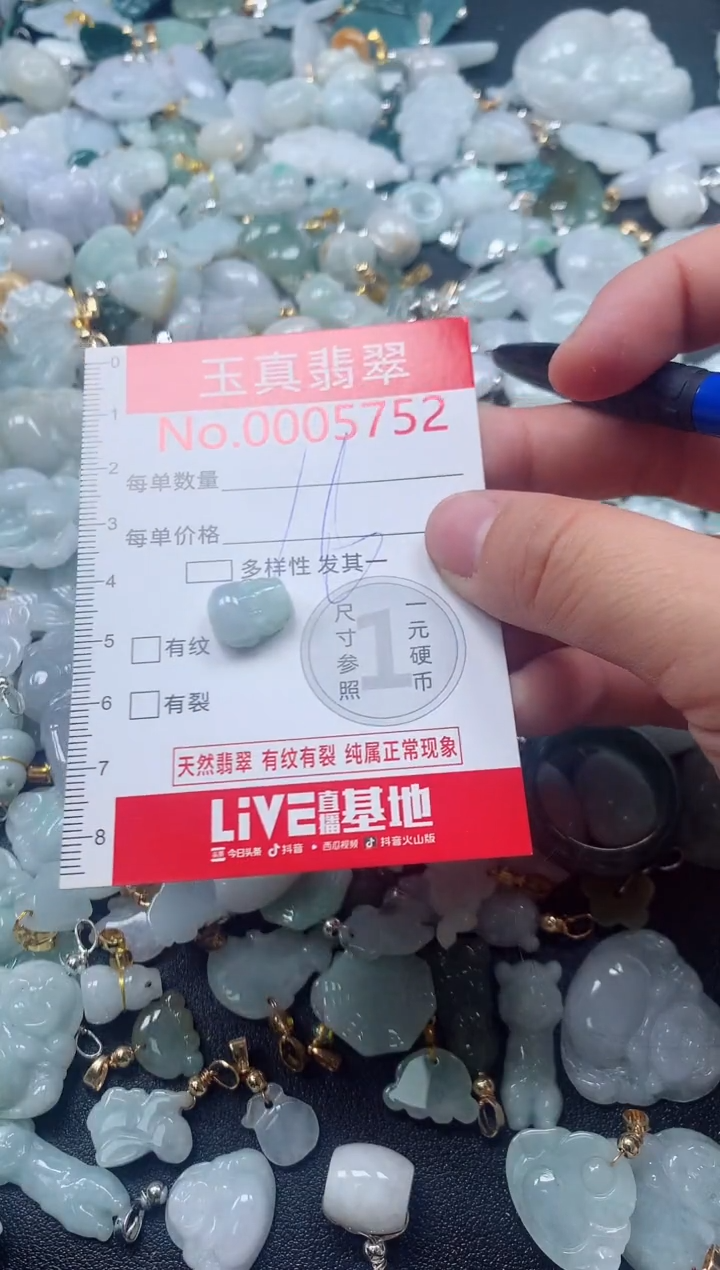 玉真翡翠
No.0005752
每单数量
16
每单价格
多样性 发其一
有纹
有裂
尺寸参照
1
一元硬币
天然翡翠 有纹有裂 纯属正常现象
LiVE直播基地
今日头条 抖音 西瓜视频 抖音火山版
0
1
2
3
4
5
6
7
8